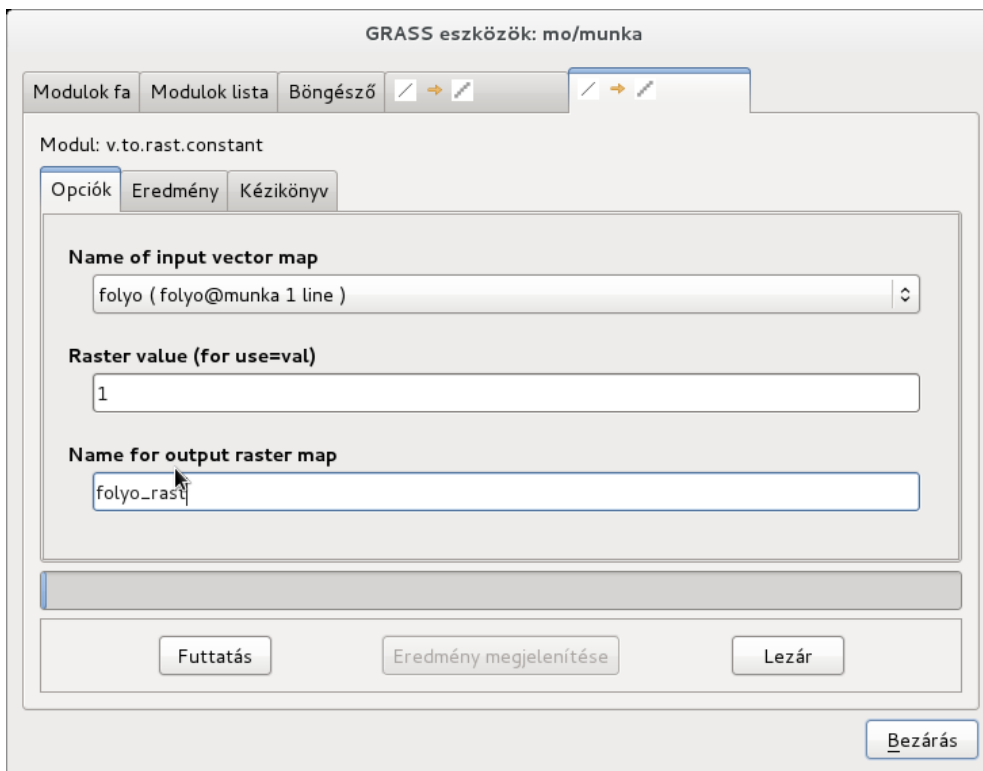 GRASS eszközök: mo/munka
Modulok fa Modulok lista Böngésző
Modul: v.to.rast.constant
Opciók Eredmény Kézikönyv
Name of input vector map
folyo ( folyo@munka 1 line )
Raster value (for use=val)
1
Name for output raster map
folyo_rast
Futtatás Eredmény megjelenítése Lezár
Bezárás